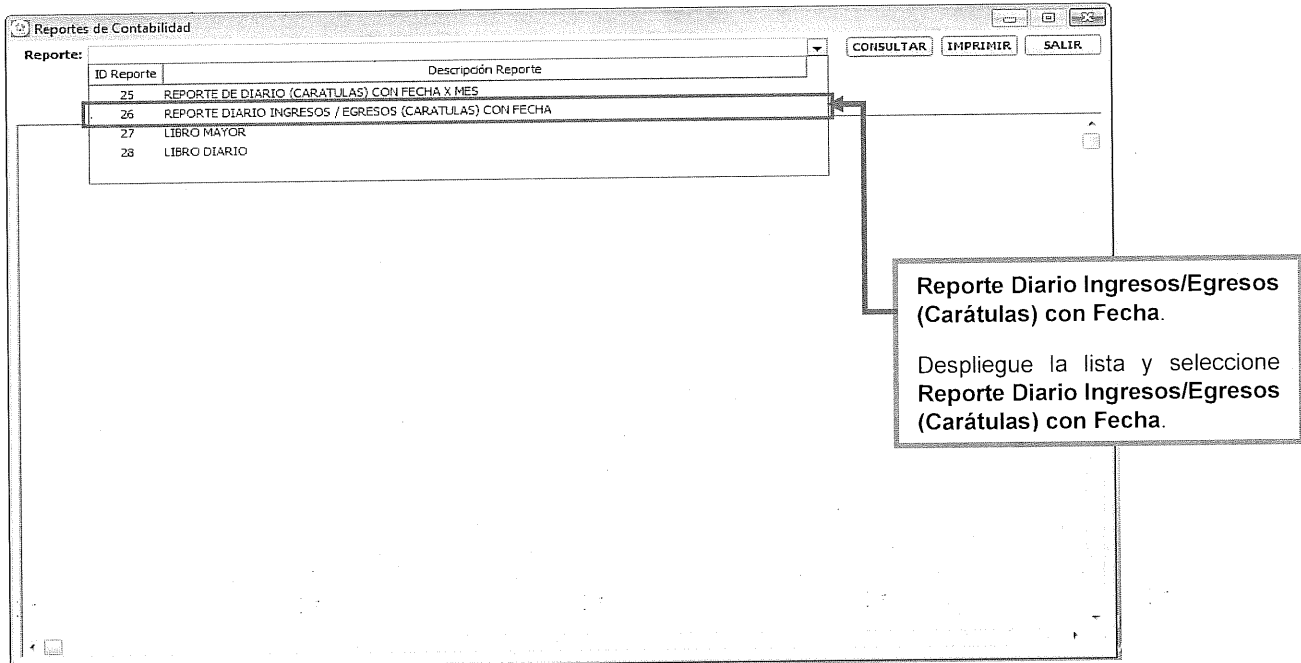 Reportes de Contabilidad
Reporte:
CONSULTAR IMPRIMIR SALIR
ID Reporte Descripción Reporte
25 REPORTE DE DIARIO (CARATULAS) CON FECHA X MES
26 REPORTE DIARIO INGRESOS / EGRESOS (CARATULAS) CON FECHA
27 LIBRO MAYOR
28 LIBRO DIARIO
Reporte Diario Ingresos/Egresos
(Carátulas) con Fecha.
Despliegue la lista y seleccione
Reporte Diario Ingresos/Egresos
(Carátulas) con Fecha.